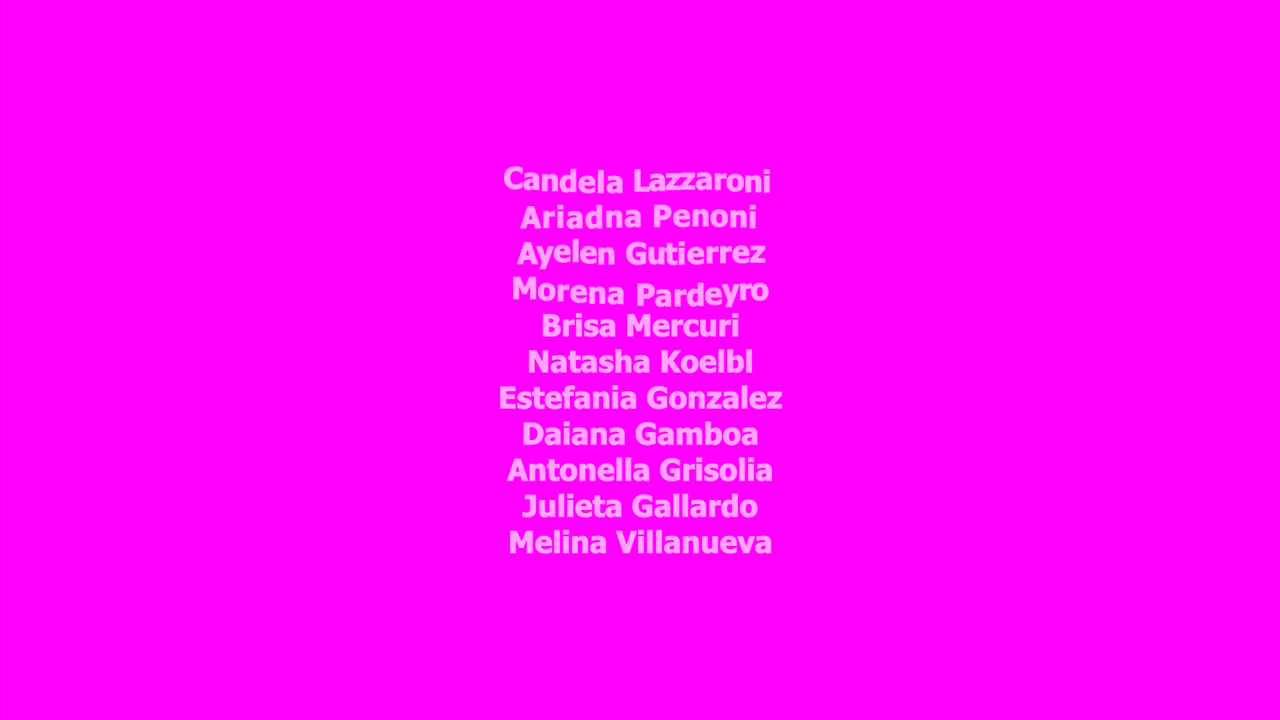 Candela Lazzaroni
Ariadna Penoni
Ayelen Gutierrez
Morena Pardeyro
Brisa Mercuri
Natasha Koelbl
Estefania Gonzalez
Daiana Gamboa
Antonella Grisolia
Julieta Gallardo
Melina Villanueva